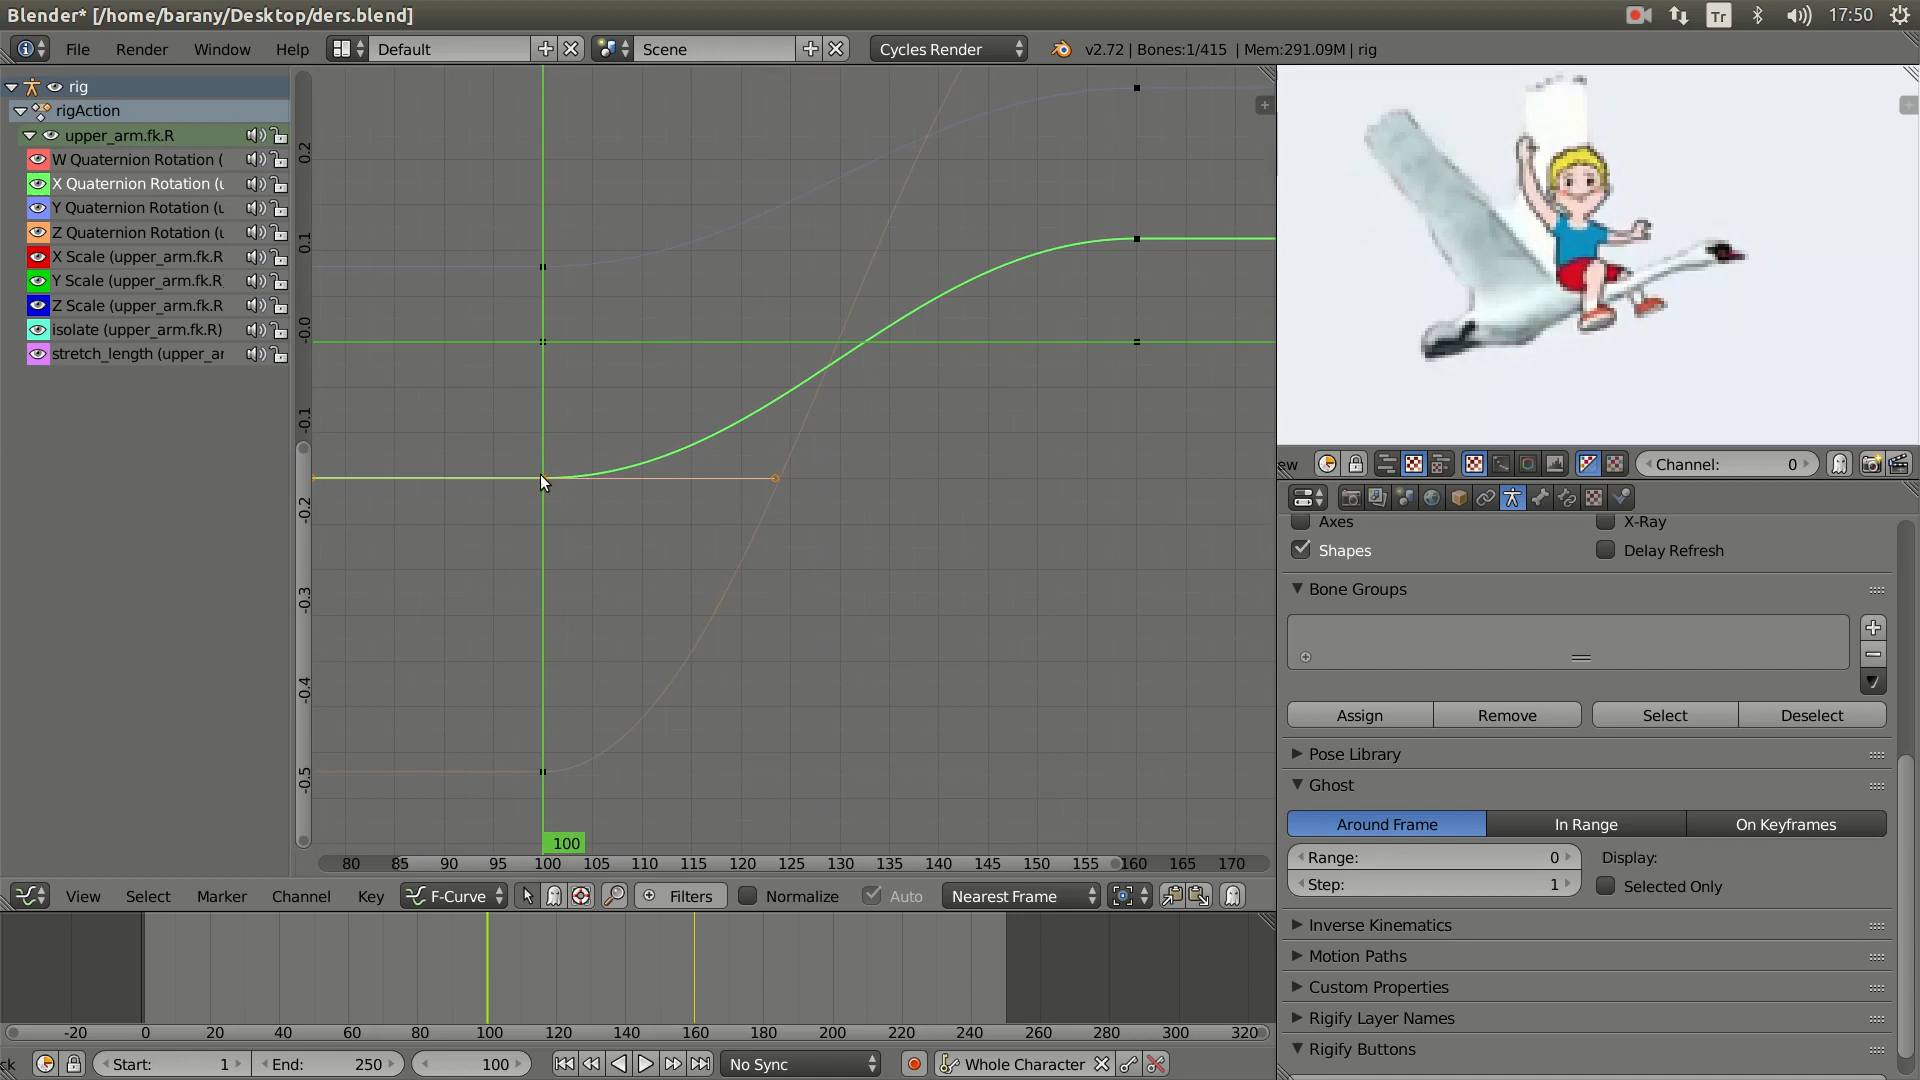 Blender* [/home/barany/Desktop/ders.blend]
Tr
17:50
File Render Window Help
Default
Scene
Cycles Render
v2.72 | Bones:1/415 | Mem:291.09M | rig
rig
rigAction
upper_arm.fk.R
W Quaternion Rotation (
X Quaternion Rotation (u
Y Quaternion Rotation (u
Z Quaternion Rotation (u
X Scale (upper_arm.fk.R
Y Scale (upper_arm.fk.R
Z Scale (upper_arm.fk.R
isolate (upper_arm.fk.R)
stretch_length (upper_ar
0.2
0.1
-0.0
-0.1
-0.2
-0.3
-0.4
-0.5
100
80 85 90 95 100 105 110 115 120 125 130 135 140 145 150 155 160 165 170
View Select Marker Channel Key F-Curve Filters Normalize Auto Nearest Frame
-20 0 20 40 60 80 100 120 140 160 180 200 220 240 260 280 300 320
ck
Start: 1
End: 250
100
No Sync
Whole Character
ew
Channel: 0
Axes
X-Ray
Shapes
Delay Refresh
Bone Groups
Assign Remove Select Deselect
Pose Library
Ghost
Around Frame In Range On Keyframes
Range: 0
Display:
Step: 1
Selected Only
Inverse Kinematics
Motion Paths
Custom Properties
Rigify Layer Names
Rigify Buttons